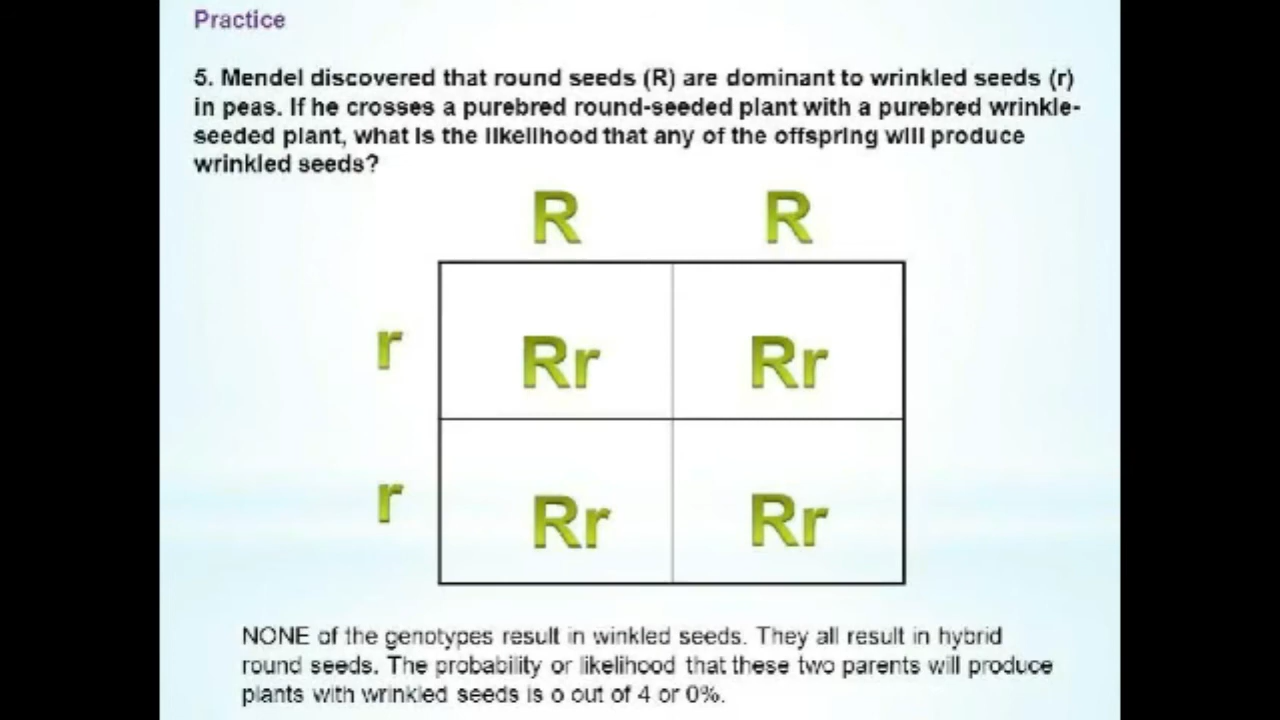 Practice
5. Mendel discovered that round seeds (R) are dominant to wrinkled seeds (r)
in peas. If he crosses a purebred round-seeded plant with a purebred wrinkle-
seeded plant, what is the likelihood that any of the offspring will produce
wrinkled seeds?
R R
r Rr Rr
r Rr Rr
NONE of the genotypes result in winkled seeds. They all result in hybrid
round seeds. The probability or likelihood that these two parents will produce
plants with wrinkled seeds is o out of 4 or 0%.